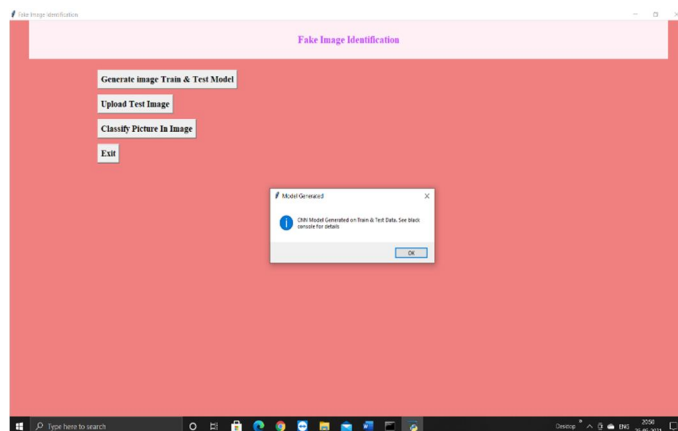 Fake Image Identification
Fake Image Identification
Generate image Train & Test Model
Upload Test Image
Classify Picture In Image
Exit
Model Generated
CNN Model Generated on Train & Test Data. See black
console for details
OK
Type here to search
Desktop
ENG
2050